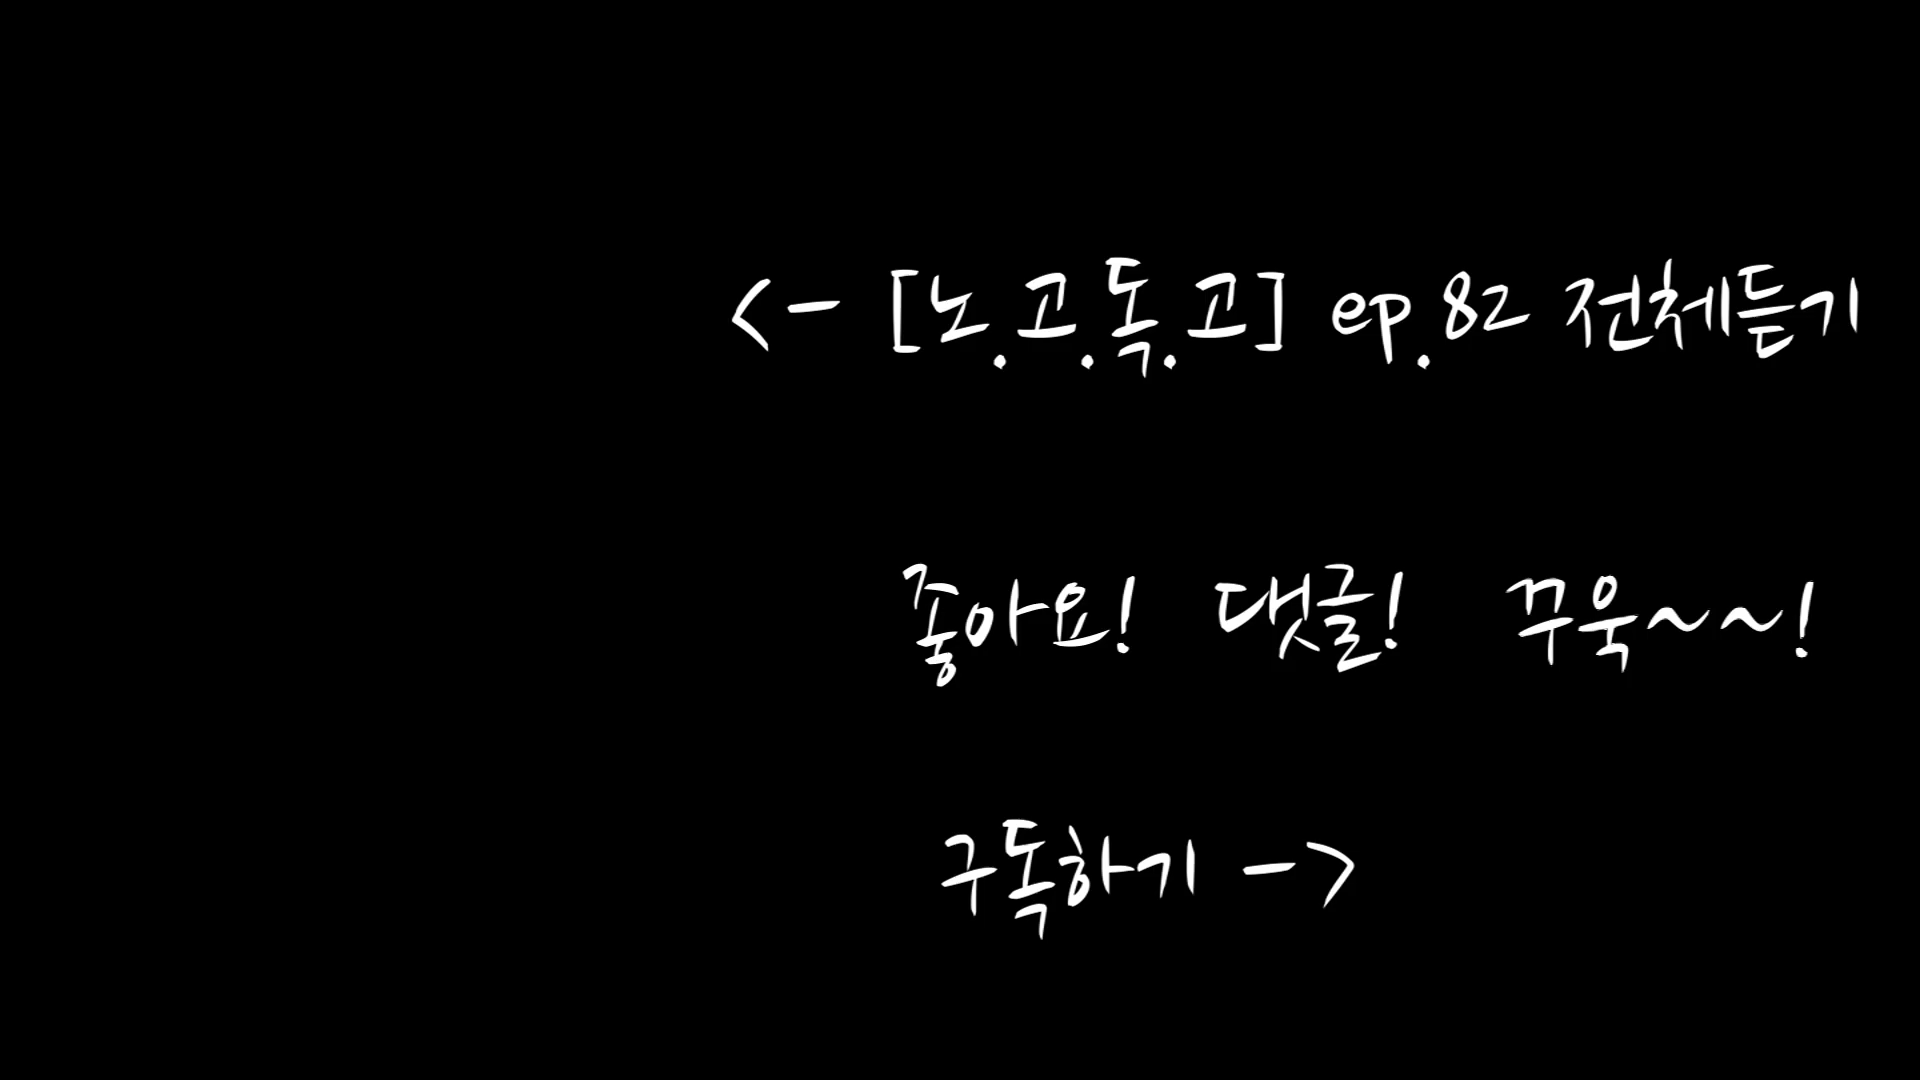 <- [노.고.독.고] ep.82 전체듣기
좋아요! 댓글! 꾸욱~~!
구독하기 ->